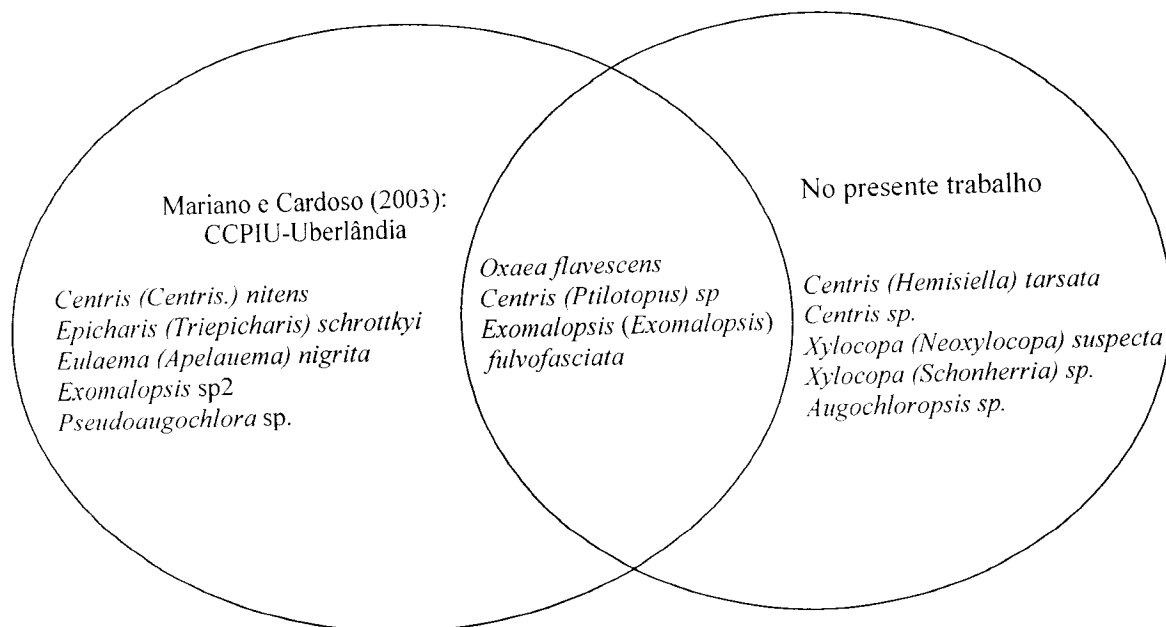 Mariano e Cardoso (2003):
CCPIU-Uberlândia
Centris (Centris.) nitens
Epicharis (Triepicharis) schrottkyi
Eulaema (Apelauema) nigrita
Exomalopsis sp2
Pseudoaugochlora sp.
Oxaea flavescens
Centris (Ptilotopus) sp
Exomalopsis (Exomalopsis)
fulvofasciata
No presente trabalho
Centris (Hemisiella) tarsata
Centris sp.
Xylocopa (Neoxylocopa) suspecta
Xylocopa (Schonherria) sp.
Augochloropsis sp.